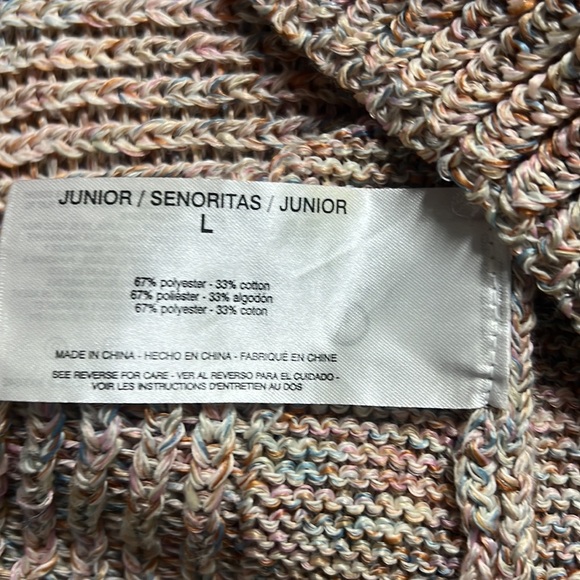 JUNIOR / SENORITAS / JUNIOR
L
67% polyester - 33% cotton
67% poliéster - 33% algodón
67% polyester - 33% coton
MADE IN CHINA - HECHO EN CHINA - FABRIQUÉ EN CHINE
SEE REVERSE FOR CARE - VER AL REVERSO PARA EL CUIDADO -
VOIR LES INSTRUCTIONS D'ENTRETIEN AU DOS